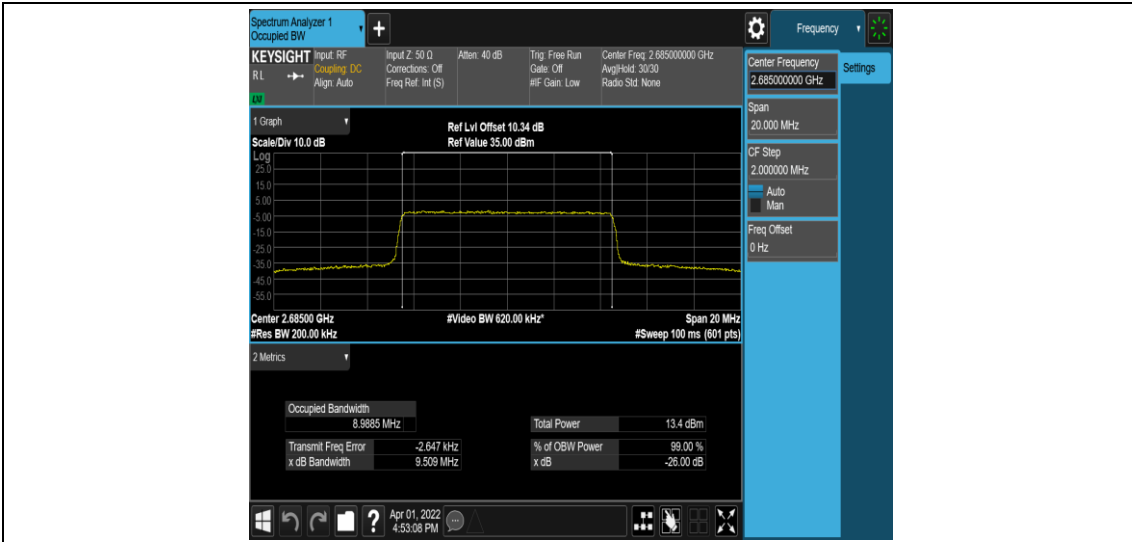 Spectrum Analyzer 1
Occupied BW
+
Frequency
KEYSIGHT
RL
LNI
Input: RF
Coupling: DC
Align: Auto
Input Z: 50 Ω
Corrections: Off
Freq Ref: Int (S)
Atten: 40 dB
Trig: Free Run
Gate: Off
#IF Gain: Low
Center Freq: 2.685000000 GHz
Avg|Hold: 30/30
Radio Std: None
Center Frequency
2.685000000 GHz
Settings
Span
20.000 MHz
CF Step
2.000000 MHz
Auto
Man
Freq Offset
0 Hz
1 Graph
Scale/Div 10.0 dB
Ref Lvl Offset 10.34 dB
Ref Value 35.00 dBm
Log
25.0
15.0
5.00
-5.00
-15.0
-25.0
-35.0
-45.0
-55.0
Center 2.68500 GHz
#Video BW 620.00 kHz*
Span 20 MHz
#Res BW 200.00 kHz
#Sweep 100 ms (601 pts)
2 Metrics
Occupied Bandwidth
8.9885 MHz
Total Power 13.4 dBm
Transmit Freq Error -2.647 kHz
% of OBW Power 99.00 %
x dB Bandwidth 9.509 MHz
x dB -26.00 dB
?
Apr 01, 2022
4:53:08 PM